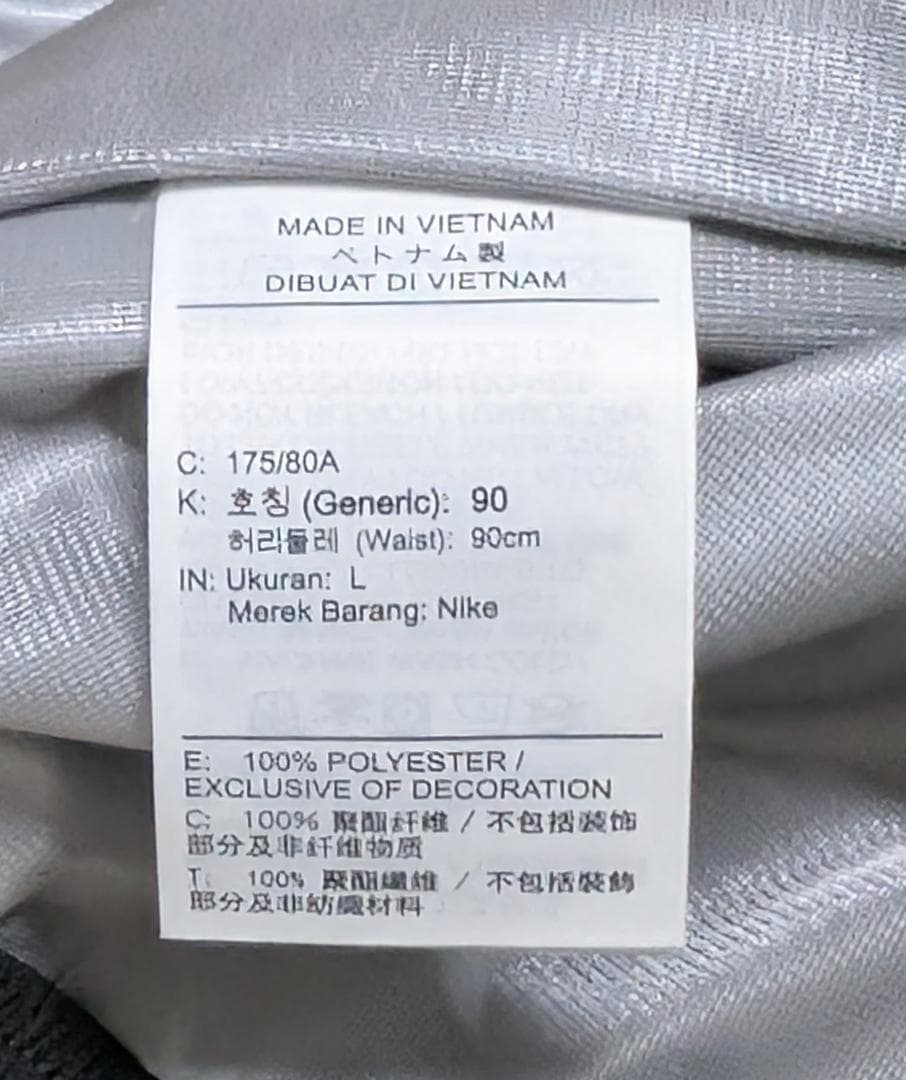 MADE IN VIETNAM
ベトナム製
DIBUAT DI VIETNAM
C: 175/80A
K: 호칭 (Generic): 90
허리둘레 (Waist): 90cm
IN: Ukuran: L
Merek Barang: Nike
E: 100% POLYESTER /
EXCLUSIVE OF DECORATION
C: 100% 聚酯纤维 / 不包括装饰
部分及非纤维物质
T: 100% 聚酯纖維 / 不包括裝飾
部分及非紡織材料